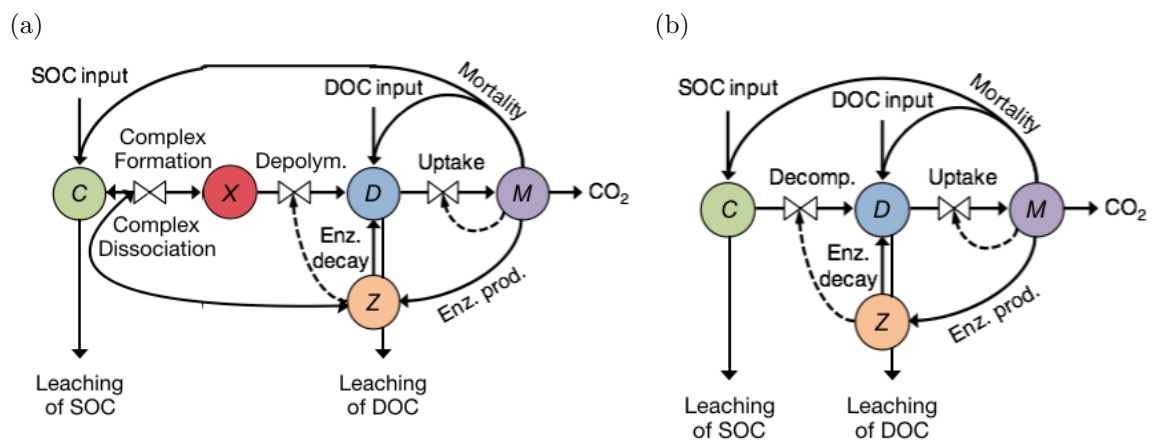 (a)
SOC input
DOC input
Mortality
Complex
Formation
Depolym.
Uptake
C
X
D
M
CO2
Complex
Dissociation
Enz.
decay
Z
Enz. prod.
Leaching
of SOC
Leaching
of DOC
(b)
SOC input
DOC input
Mortality
Decomp.
Uptake
C
D
M
CO2
Enz.
decay
Z
Enz. prod.
Leaching
of SOC
Leaching
of DOC